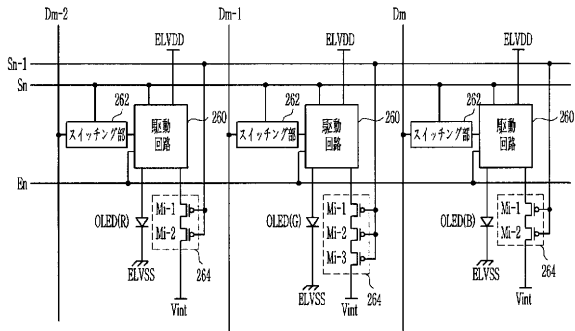 Dm-2 Dm-1 Dm
ELVDD ELVDD ELVDD
Sn-1
Sn
262 260 262 260 262 260
スイッチング部 駆動回路 スイッチング部 駆動回路 スイッチング部 駆動回路
En
OLED(R) Mi-1 OLED(G) Mi-1 OLED(B) Mi-1
Mi-2 Mi-2 Mi-2
Mi-3
264 264 264
ELVSS ELVSS ELVSS
Vint Vint Vint